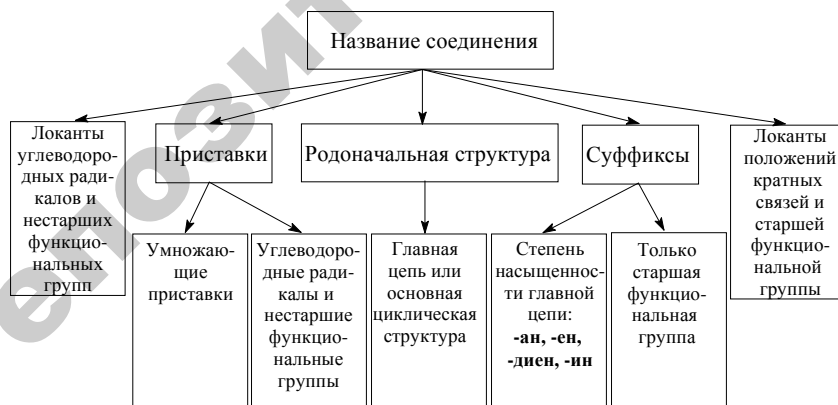 Название соединения
Локанты
углеводоро-
дных ради-
калов и
нестарших
функцио-
нальных
групп
Приставки
Родоначальная структура
Суффиксы
Локанты
положений
кратных
связей и
старшей
функцио-
нальной
группы
Умножаю-
щие
приставки
Углеводоро-
дные ради-
калы и
нестаршие
функцио-
нальные
группы
Главная
цепь или
основная
циклическая
структура
Степень
насыщеннос-
ти главной
цепи:
-ан, -ен,
-диен, -ин
Только
старшая
функцио-
нальная
группа
епозит